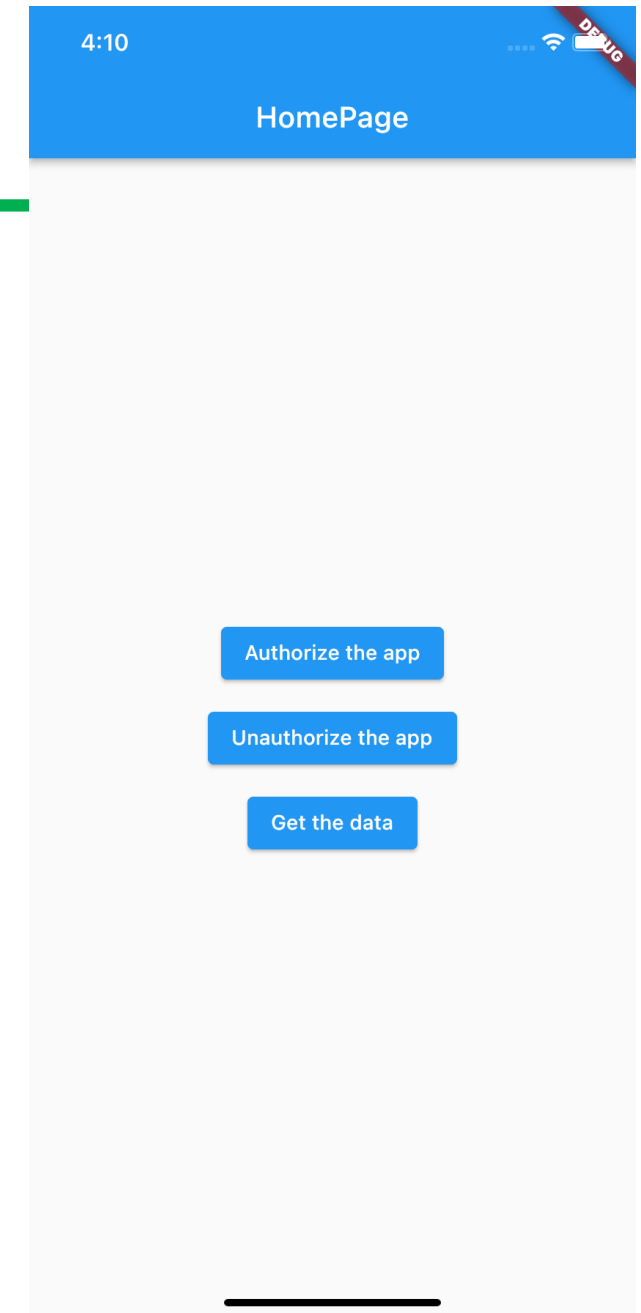 4:10
DEBUG
HomePage
Authorize the app
Unauthorize the app
Get the data